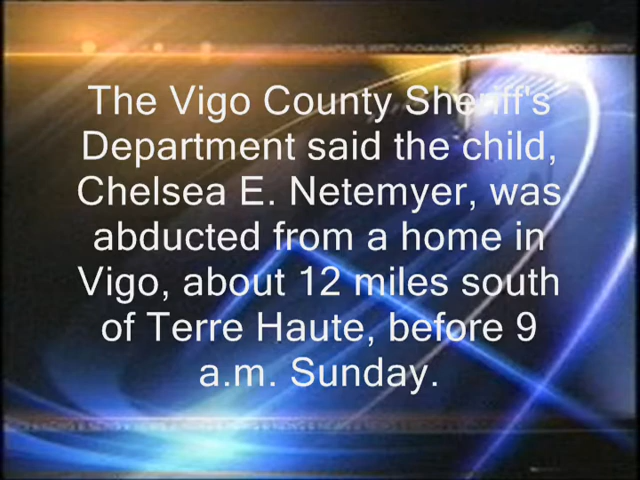 The Vigo County Sheriff's
Department said the child,
Chelsea E. Netemyer, was
abducted from a home in
Vigo, about 12 miles south
of Terre Haute, before 9
a.m. Sunday.